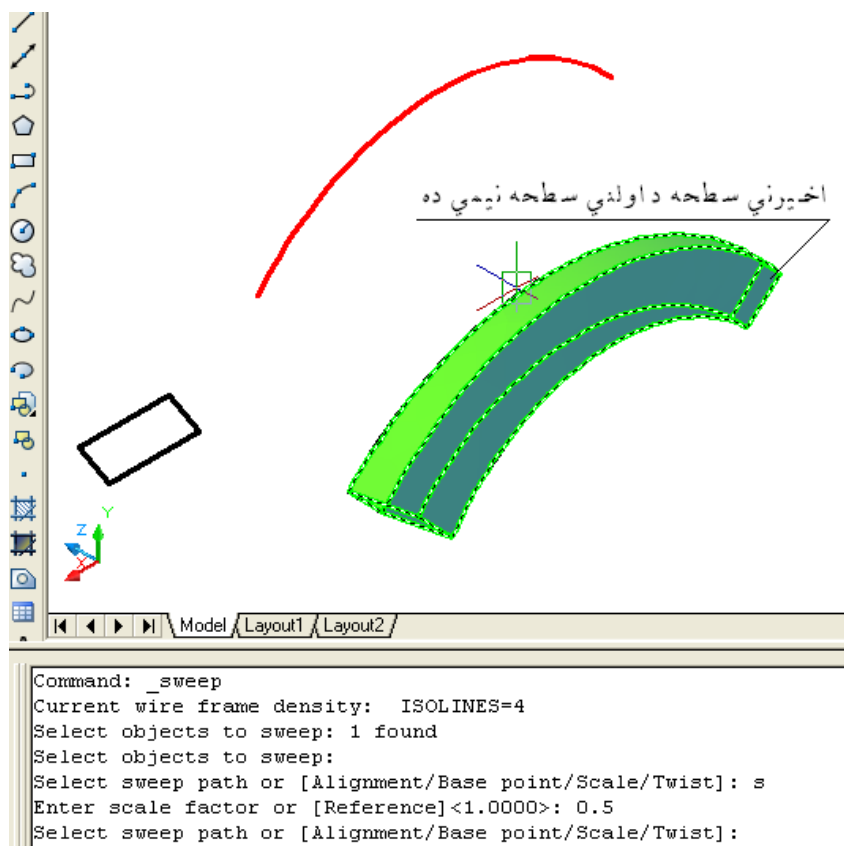 اخيرني سطحه د اولني سطحه نيمي ده
Z
Y
X
Model
Layout1
Layout2
Command: _sweep
Current wire frame density:  ISOLINES=4
Select objects to sweep: 1 found
Select objects to sweep:
Select sweep path or [Alignment/Base point/Scale/Twist]: s
Enter scale factor or [Reference]<1.0000>: 0.5
Select sweep path or [Alignment/Base point/Scale/Twist]: